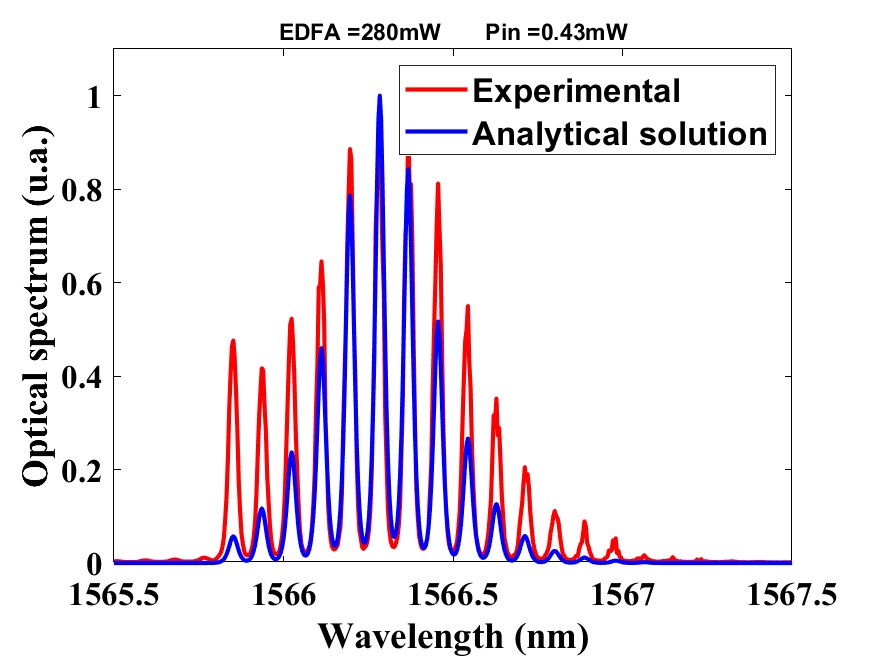 EDFA =280mW Pin =0.43mW
Experimental
Analytical solution
Optical spectrum (u.a.)
1
0.8
0.6
0.4
0.2
0
1565.5 1566 1566.5 1567 1567.5
Wavelength (nm)